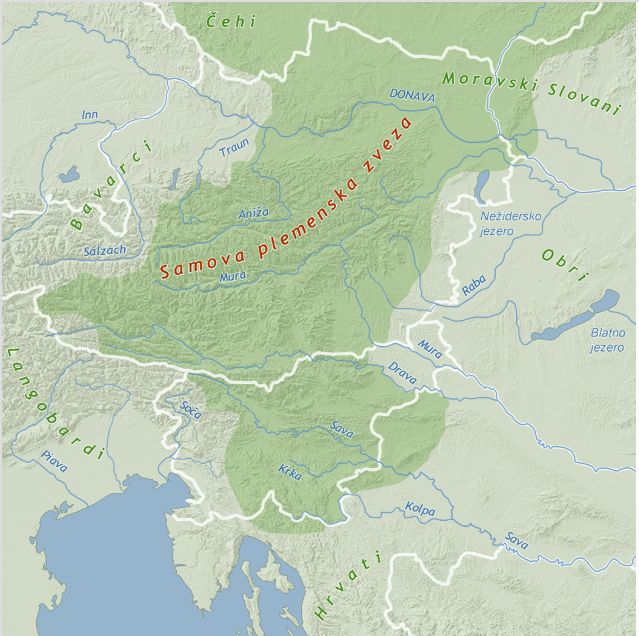 Čehi
Moravski Slovani
DONAVA
Inn
Traun
Bavarci
Samova plemenska zveza
Aniža
Nežidersko
jezero
Salzach
Mura
Obri
Raba
Blatno
jezero
Mura
Langobardi
Drava
Soča
Sava
Piava
Krka
Kolpa
Sava
Hrvati